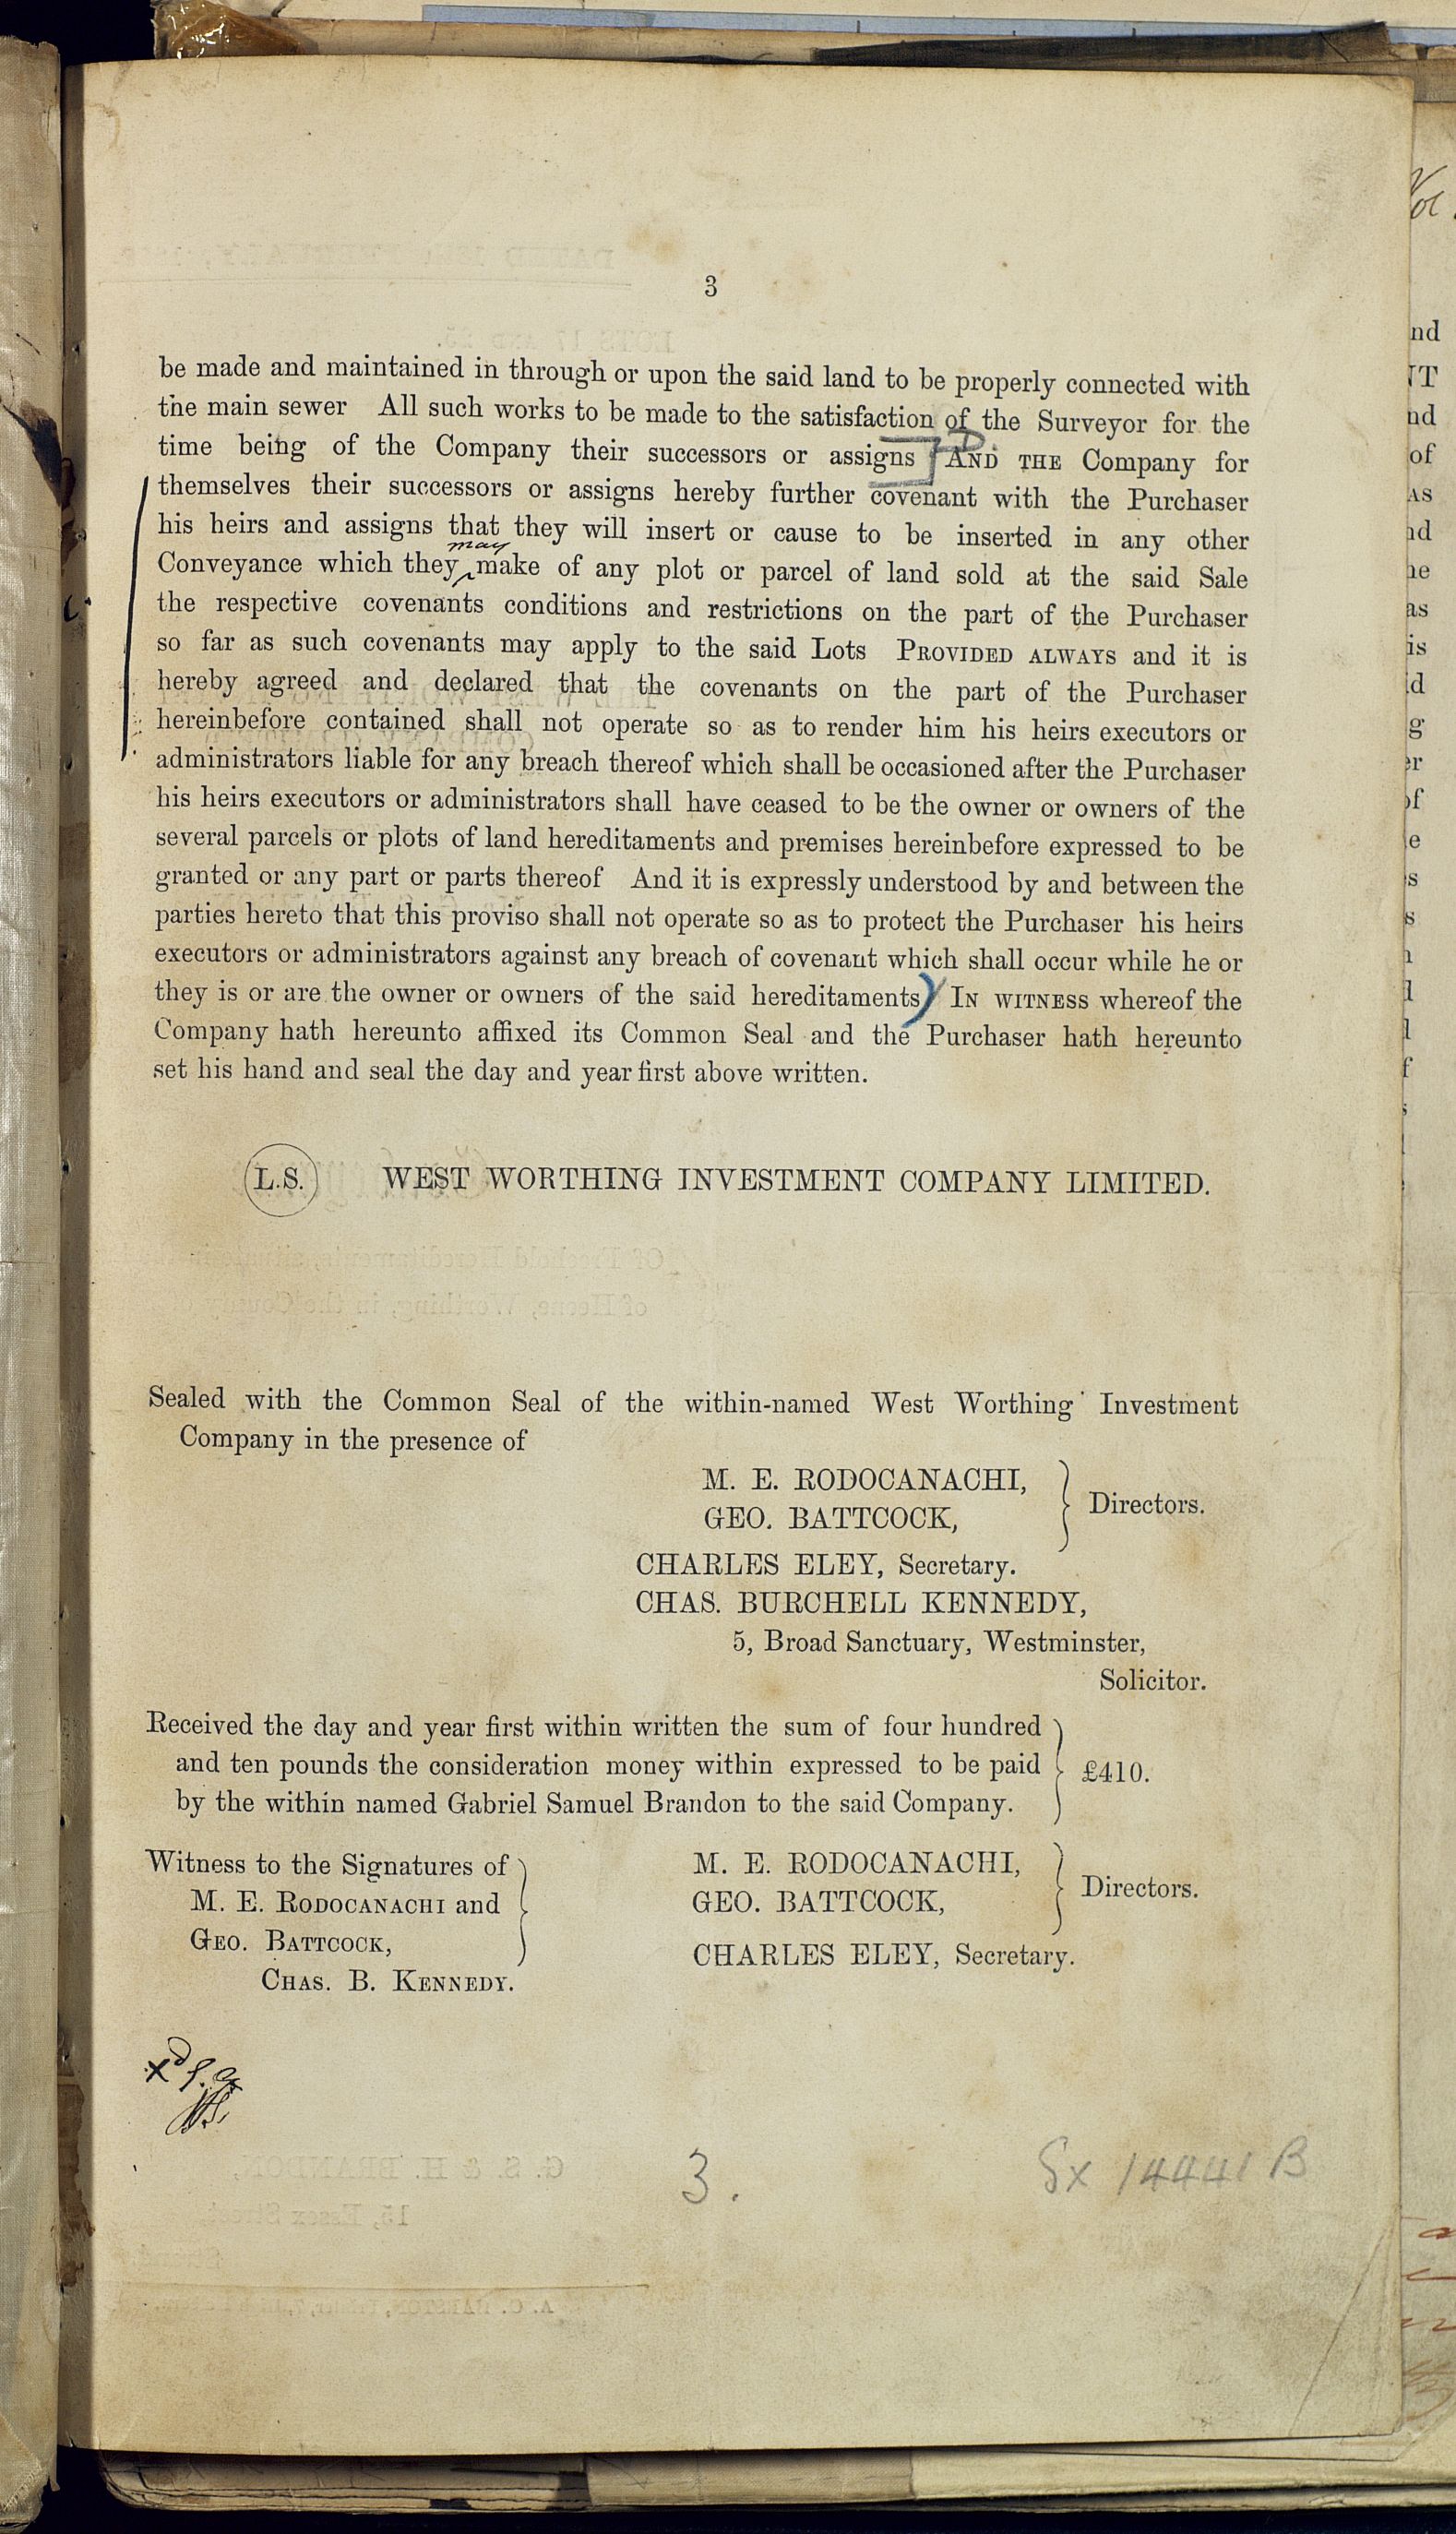 3
be made and maintained in through or upon the said land to be properly connected with
the main sewer All such works to be made to the satisfaction of the Surveyor for the
time being of the Company their successors or assigns AND THE Company for
themselves their successors or assigns hereby further covenant with the Purchaser
his heirs and assigns that they will insert or cause to be inserted in any other
may
Conveyance which they make of any plot or parcel of land sold at the said Sale
the respective covenants conditions and restrictions on the part of the Purchaser
so far as such covenants may apply to the said Lots PROVIDED ALWAYS and it is
hereby agreed and declared that the covenants on the part of the Purchaser
hereinbefore contained shall not operate so as to render him his heirs executors or
administrators liable for any breach thereof which shall be occasioned after the Purchaser
his heirs executors or administrators shall have ceased to be the owner or owners of the
several parcels or plots of land hereditaments and premises hereinbefore expressed to be
granted or any part or parts thereof And it is expressly understood by and between the
parties hereto that this proviso shall not operate so as to protect the Purchaser his heirs
executors or administrators against any breach of covenant which shall occur while he or
they is or are the owner or owners of the said hereditaments) IN WITNESS whereof the
Company hath hereunto affixed its Common Seal and the Purchaser hath hereunto
set his hand and seal the day and year first above written.
L.S. WEST WORTHING INVESTMENT COMPANY LIMITED.
Sealed with the Common Seal of the within-named West Worthing Investment
Company in the presence of
M. E. RODOCANACHI,
GEO. BATTCOCK,
Directors.
CHARLES ELEY, Secretary.
CHAS. BURCHELL KENNEDY,
5, Broad Sanctuary, Westminster,
Solicitor.
Received the day and year first within written the sum of four hundred
and ten pounds the consideration money within expressed to be paid
by the within named Gabriel Samuel Brandon to the said Company.
£410.
Witness to the Signatures of
M. E. RODOCANACHI and
GEO. BATTCOCK,
CHAS. B. KENNEDY.
M. E. RODOCANACHI,
GEO. BATTCOCK,
Directors.
CHARLES ELEY, Secretary.
3.
Sx 14441 B